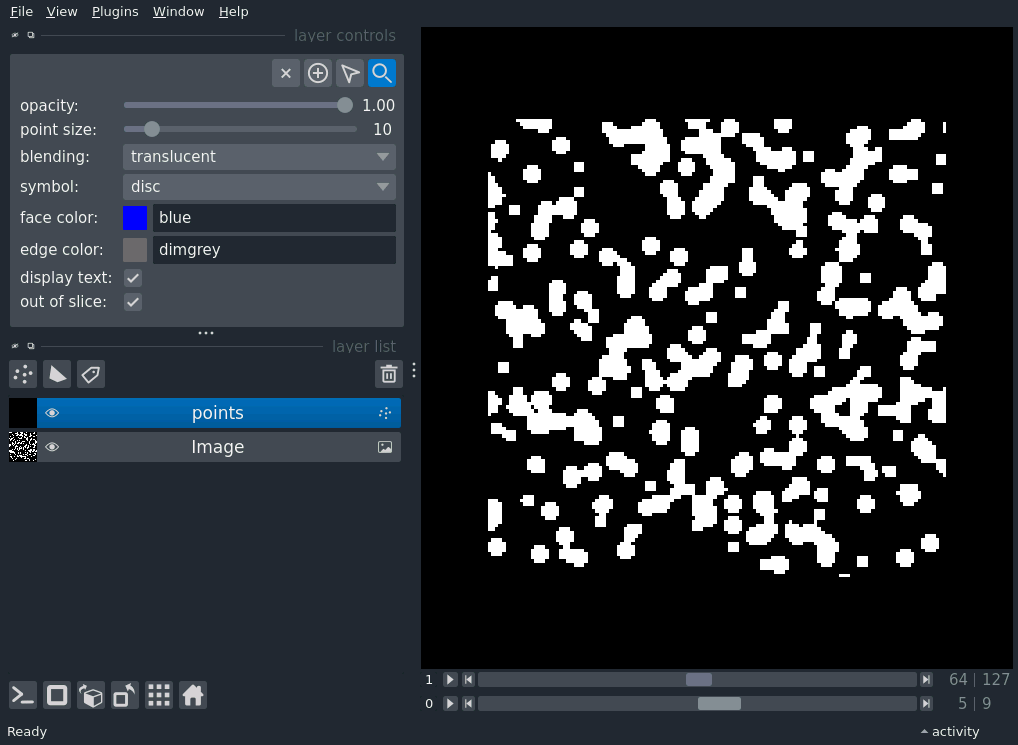 File View Plugins Window Help
layer controls
opacity: 1.00
point size: 10
blending: translucent
symbol: disc
face color: blue
edge color: dimgrey
display text:
out of slice:
layer list
points
Image
1 64 | 127
0 5 | 9
Ready activity